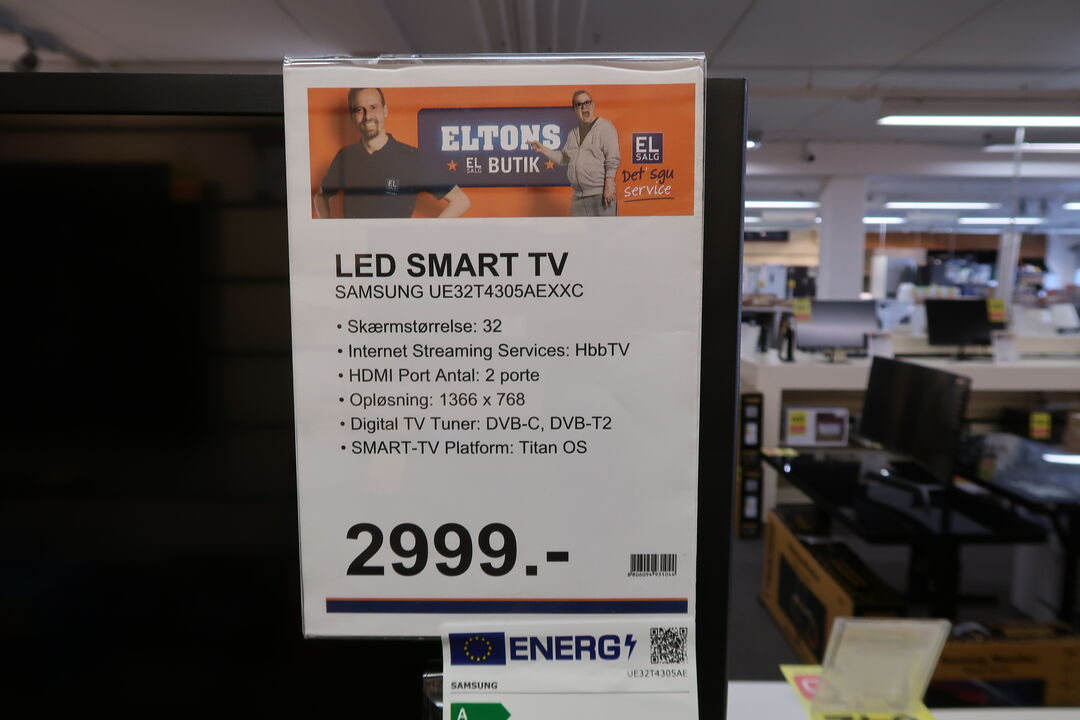 ELTONS
EL SALG BUTIK
EL
SALG
Det' sgu
service
EL
LED SMART TV
SAMSUNG UE32T4305AEXXC
• Skærmstørrelse: 32
• Internet Streaming Services: HbbTV
• HDMI Port Antal: 2 porte
• Opløsning: 1366 x 768
• Digital TV Tuner: DVB-C, DVB-T2
• SMART-TV Platform: Titan OS
2999.-
8806094931044
ENERG
UE32T4305AE
SAMSUNG
A